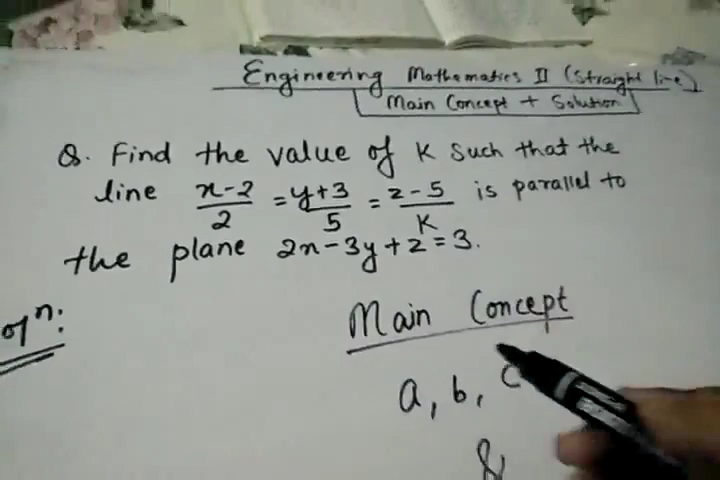 Engineering Mathematics II (Straight line)
Main Concept + Solution
Q. Find the value of K such that the
line x-2/2 = y+3/5 = z-5/K is parallel to
the plane 2x-3y+z=3.
Main Concept
a, b, c
&